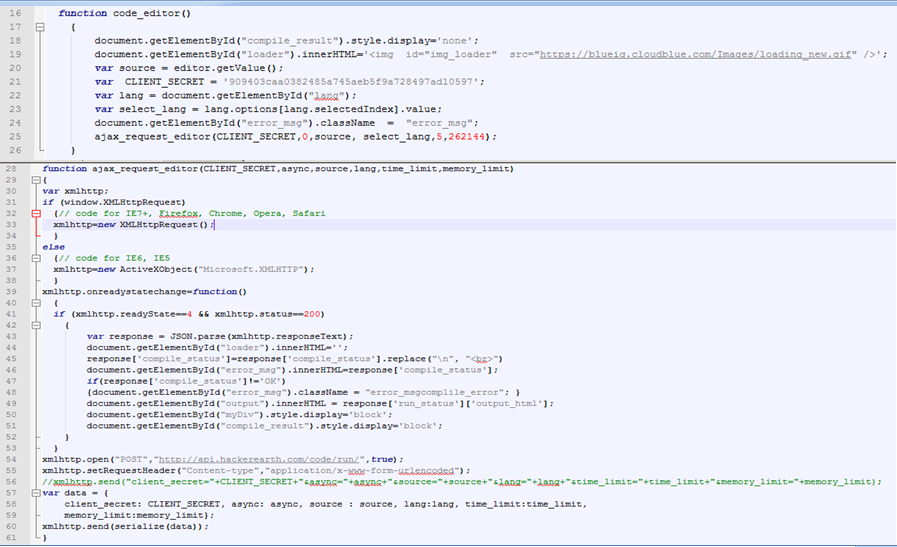 16 function code_editor()
17 {
18 document.getElementById("compile_result").style.display='none';
19 document.getElementById("loader").innerHTML='<img id="img_loader" src="https://blueiq.cloudblue.com/Images/loading_new.gif" />';
20 var source = editor.getValue();
21 var CLIENT_SECRET = '909403caa0382485a745aeb5f9a728497ad10597';
22 var lang = document.getElementById("lang");
23 var select_lang = lang.options[lang.selectedIndex].value;
24 document.getElementById("error_msg").className = "error_msg";
25 ajax_request_editor(CLIENT_SECRET,0,source, select_lang,5,262144);
26 }
28 function ajax_request_editor(CLIENT_SECRET,async,source,lang,time_limit,memory_limit)
29 {
30 var xmlhttp;
31 if (window.XMLHttpRequest)
32 {// code for IE7+, Firefox, Chrome, Opera, Safari
33 xmlhttp=new XMLHttpRequest();
34 }
35 else
36 {// code for IE6, IE5
37 xmlhttp=new ActiveXObject("Microsoft.XMLHTTP");
38 }
39 xmlhttp.onreadystatechange=function()
40 {
41 if (xmlhttp.readyState==4 && xmlhttp.status==200)
42 {
43 var response = JSON.parse(xmlhttp.responseText);
44 document.getElementById("loader").innerHTML='';
45 response['compile_status']=response['compile_status'].replace("\n", "<br>")
46 document.getElementById("error_msg").innerHTML=response['compile_status'];
47 if(response['compile_status']!='OK')
48 {document.getElementById("error_msg").className = "error_msgcomplile_error"; }
49 document.getElementById("output").innerHTML = response['run_status']['output_html'];
50 document.getElementById("myDiv").style.display='block';
51 document.getElementById("compile_result").style.display='block';
52 }
53 }
54 xmlhttp.open("POST","http://api.hackerearth.com/code/run/",true);
55 xmlhttp.setRequestHeader("Content-type","application/x-www-form-urlencoded");
56 //xmlhttp.send("client_secret="+CLIENT_SECRET+"&async="+async+"&source="+source+"&lang="+lang+"&time_limit="+time_limit+"&memory_limit="+memory_limit);
57 var data = {
58 client_secret: CLIENT_SECRET, async: async, source : source, lang:lang, time_limit:time_limit,
59 memory_limit:memory_limit};
60 xmlhttp.send(serialize(data));
61 }